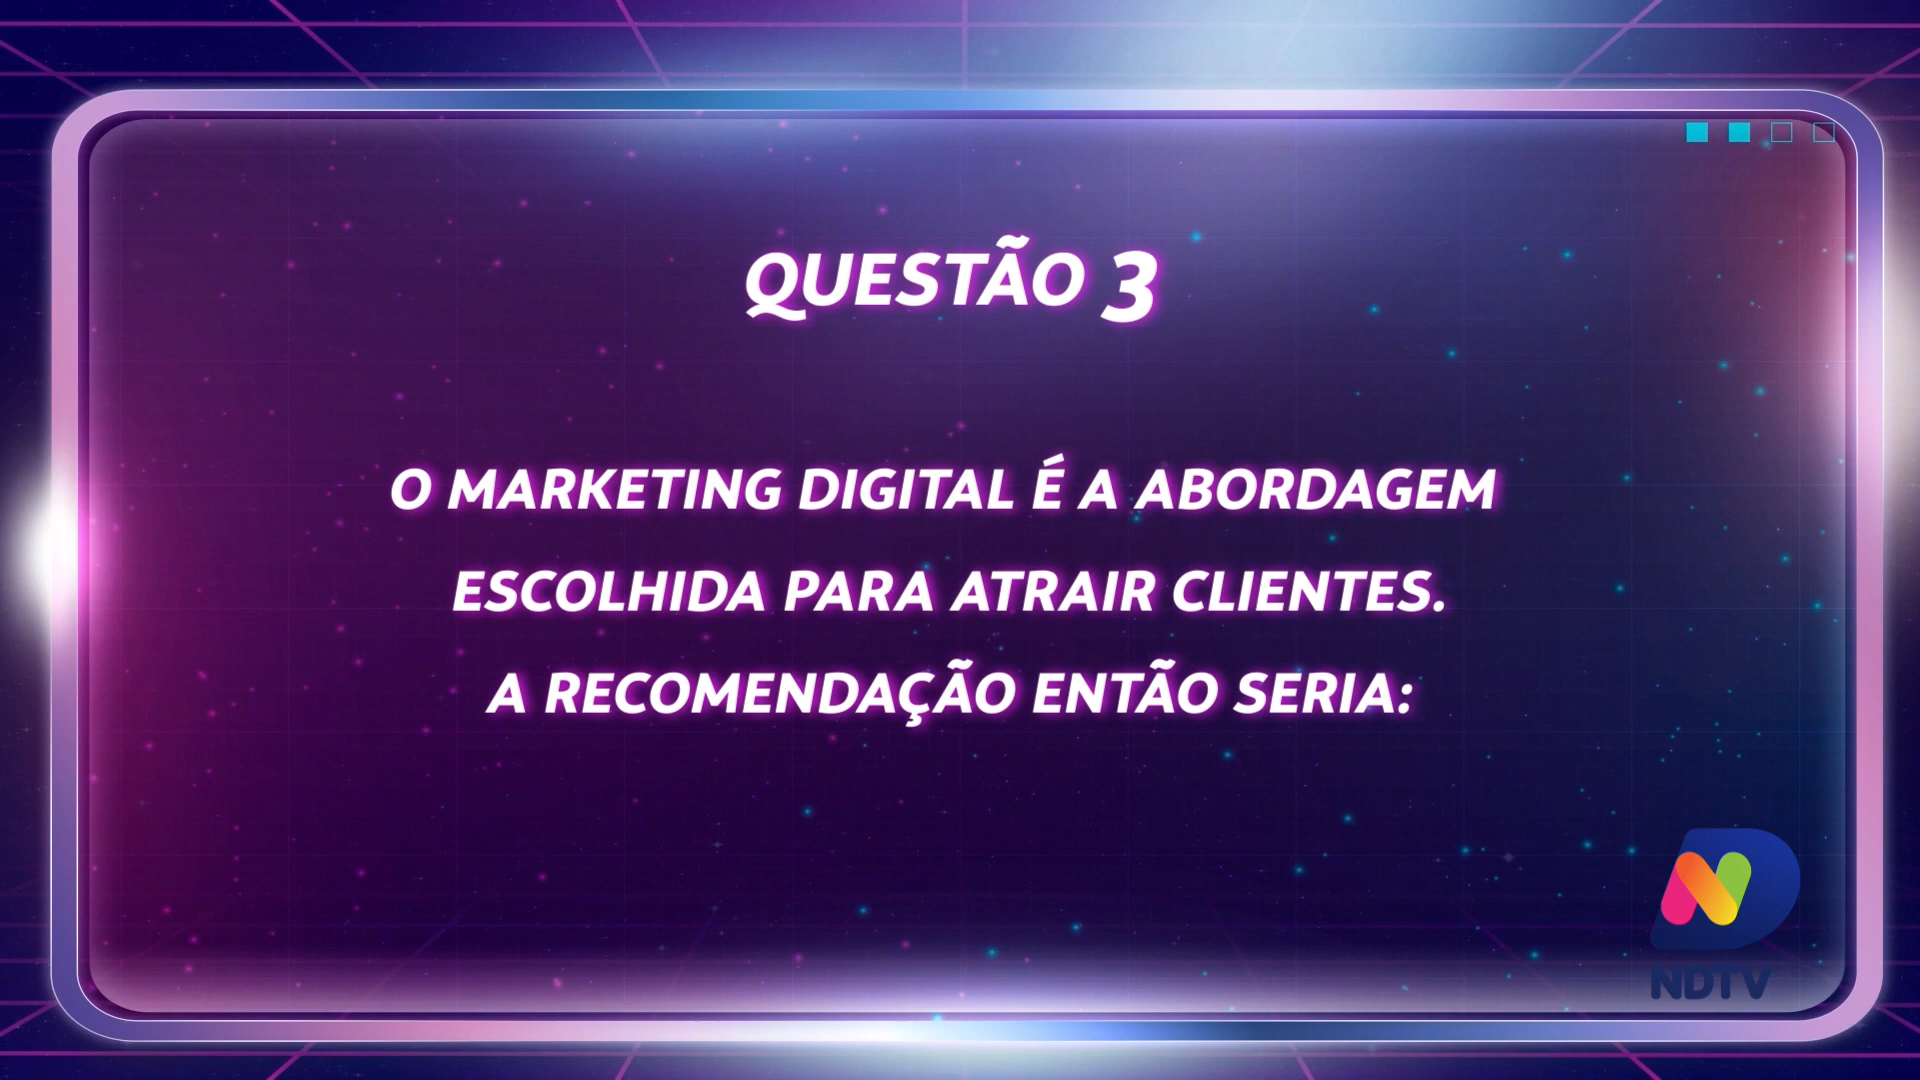 QUESTÃO 3
O MARKETING DIGITAL É A ABORDAGEM
ESCOLHIDA PARA ATRAIR CLIENTES.
A RECOMENDAÇÃO ENTÃO SERIA:
NDTV